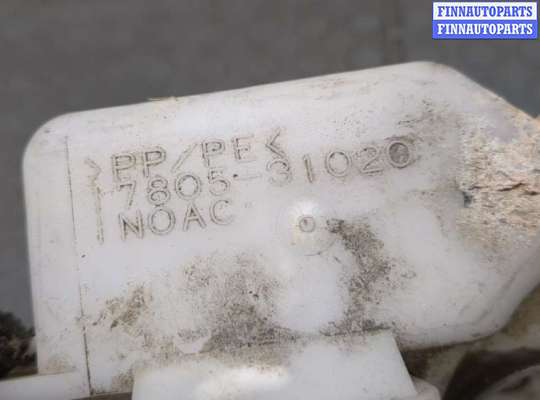 FINNAUTOPARTS
FINNAUTOPARTS
>PP/PE<
17805-31020
NOAC